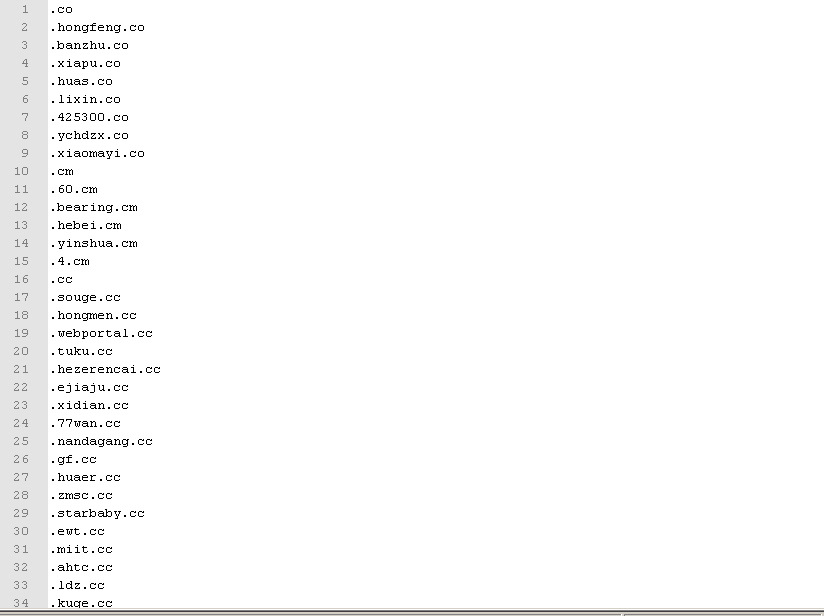 1 .co
2 .hongfeng.co
3 .banzhu.co
4 .xiapu.co
5 .huas.co
6 .lixin.co
7 .425300.co
8 .ychdzx.co
9 .xiaomayi.co
10 .cm
11 .60.cm
12 .bearing.cm
13 .hebei.cm
14 .yinshua.cm
15 .4.cm
16 .cc
17 .souge.cc
18 .hongmen.cc
19 .webportal.cc
20 .tuku.cc
21 .hezerencai.cc
22 .ejiaju.cc
23 .xidian.cc
24 .77wan.cc
25 .nandagang.cc
26 .gf.cc
27 .huaer.cc
28 .zmsc.cc
29 .starbaby.cc
30 .ewt.cc
31 .miit.cc
32 .ahtc.cc
33 .ldz.cc
34 .kuge.cc